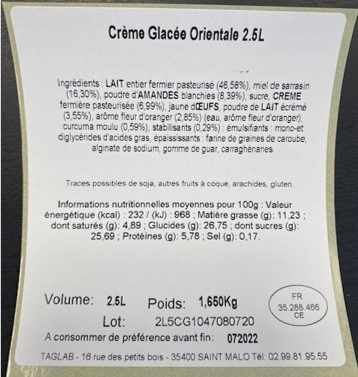 Crème Glacée Orientale 2.5L
Ingrédients : LAIT entier fermier pasteurisé (46,58%), miel de sarrasin
(16,30%), poudre d'AMANDES blanchies (8,39%), sucre, CREME
fermière pasteurisée (6,99%), jaune d'ŒUFS, poudre de LAIT écrémé
(3,55%), arôme fleur d'oranger (2,85%) (eau, arôme fleur d'oranger),
curcuma moulu (0,59%), stabilisants (0,29%) : émulsifiants : mono-et
diglycérides d'acides gras, épaississants : farine de graines de caroube,
alginate de sodium, gomme de guar, carraghénanes.
Traces possibles de soja, autres fruits à coque, arachides, gluten.
Informations nutritionnelles moyennes pour 100g : Valeur
énergétique (kcal) : 232 / (kJ) : 968 ; Matière grasse (g): 11,23 ;
dont saturés (g) : 4,89 ; Glucides (g) : 26,75 ; dont sucres (g) :
25,69 ; Protéines (g) : 5,78 ; Sel (g) : 0,17.
Volume: 2.5L Poids: 1,650Kg
FR
35.288.466
CE
Lot: 2L5CG1047080720
A consommer de préférence avant fin: 072022
TAGLAB - 16 rue des petits bois - 35400 SAINT MALO Tél: 02.99.81.95.55